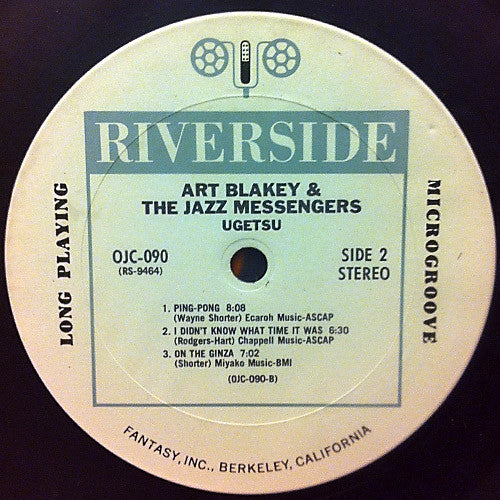 RIVERSIDE
ART BLAKEY &
THE JAZZ MESSENGERS
UGETSU
OJC-090
(RS-9464)
SIDE 2
STEREO
LONG PLAYING
MICROGROOVE
1. PING-PONG 8:08
(Wayne Shorter) Ecaroh Music-ASCAP
2. I DIDN'T KNOW WHAT TIME IT WAS 6:30
(Rodgers-Hart) Chappell Music-ASCAP
3. ON THE GINZA 7:02
(Shorter) Miyako Music-BMI
(OJC-090-B)
FANTASY, INC., BERKELEY, CALIFORNIA